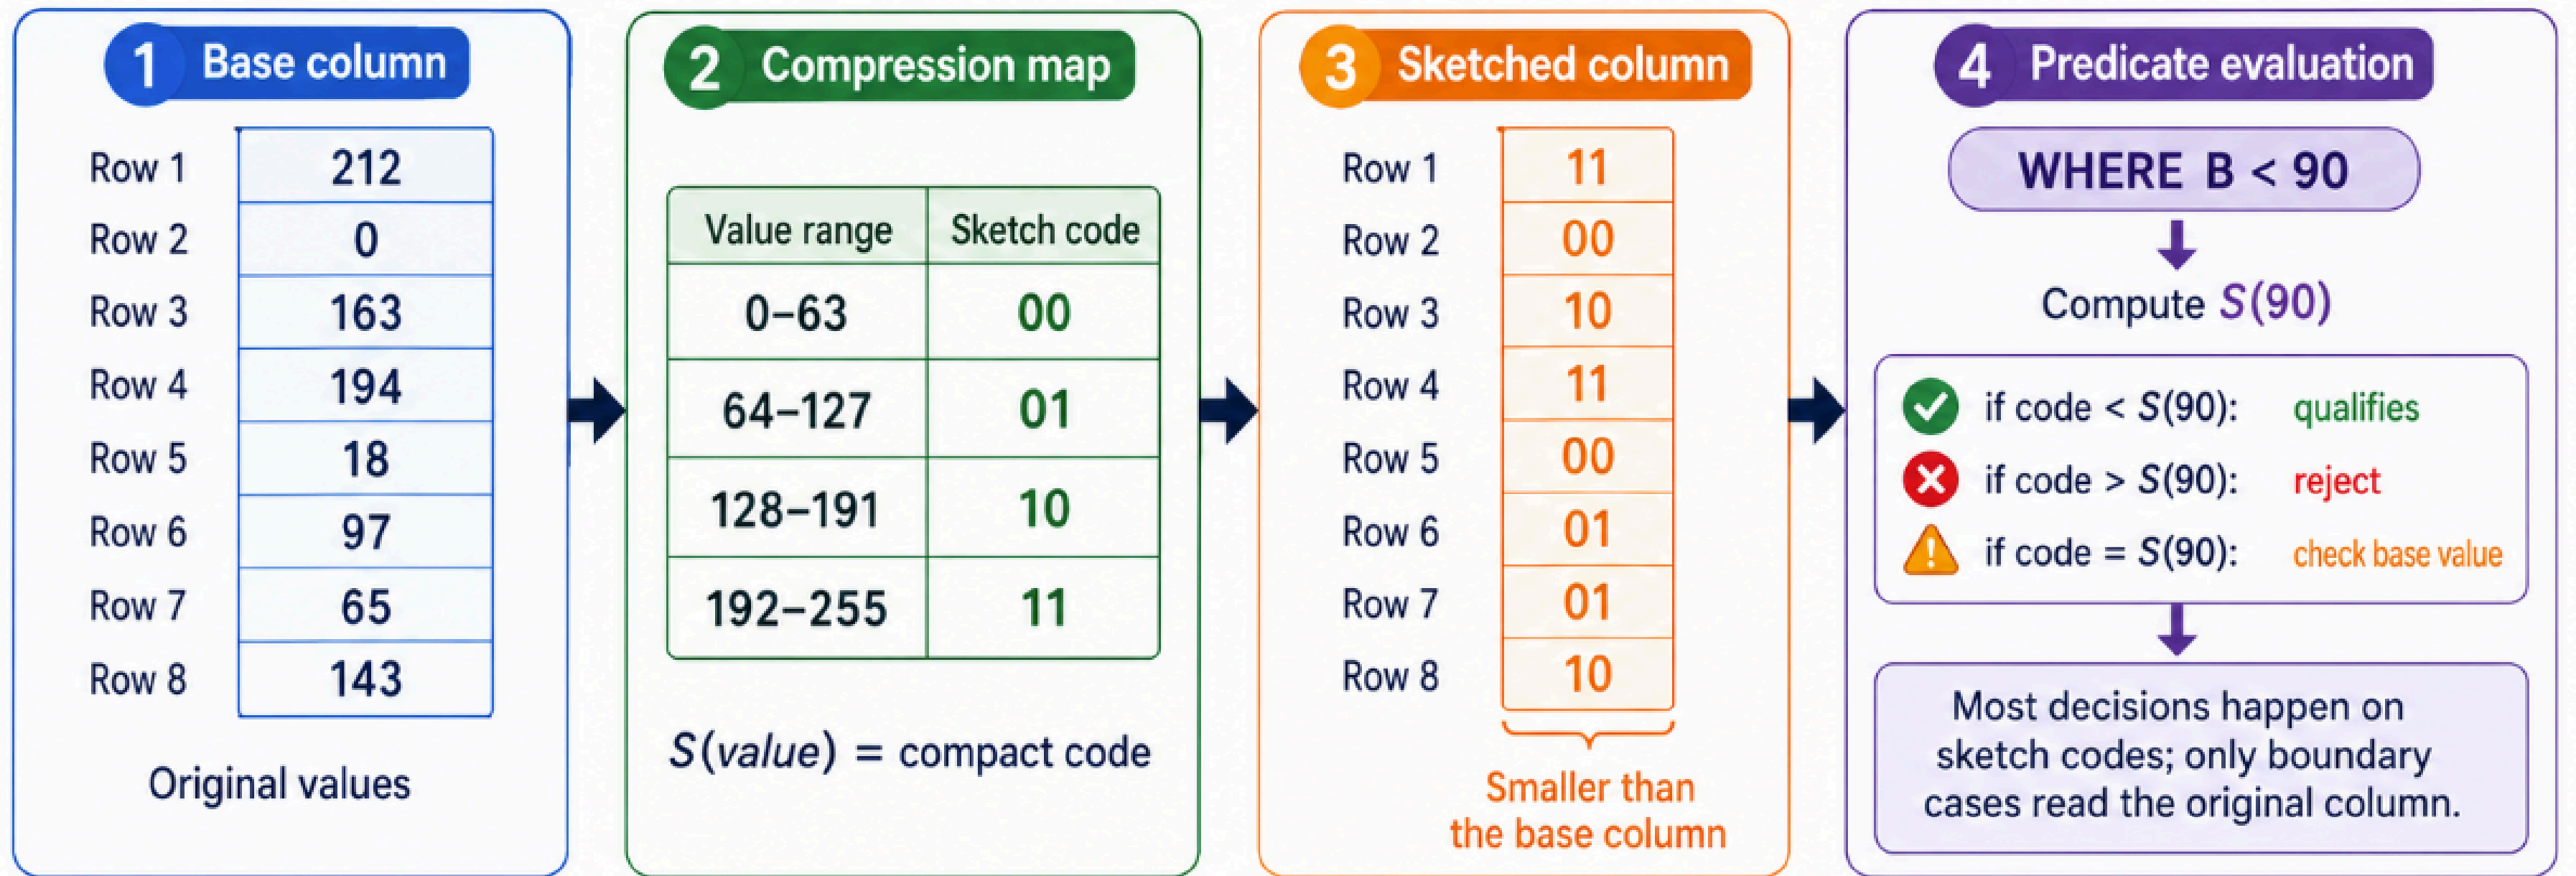 1 Base column
Row 1 212
Row 2 0
Row 3 163
Row 4 194
Row 5 18
Row 6 97
Row 7 65
Row 8 143
Original values
2 Compression map
Value range Sketch code
0–63 00
64–127 01
128–191 10
192–255 11
S(value) = compact code
3 Sketched column
Row 1 11
Row 2 00
Row 3 10
Row 4 11
Row 5 00
Row 6 01
Row 7 01
Row 8 10
Smaller than
the base column
4 Predicate evaluation
WHERE B < 90
Compute S(90)
if code < S(90): qualifies
if code > S(90): reject
if code = S(90): check base value
Most decisions happen on
sketch codes; only boundary
cases read the original column.